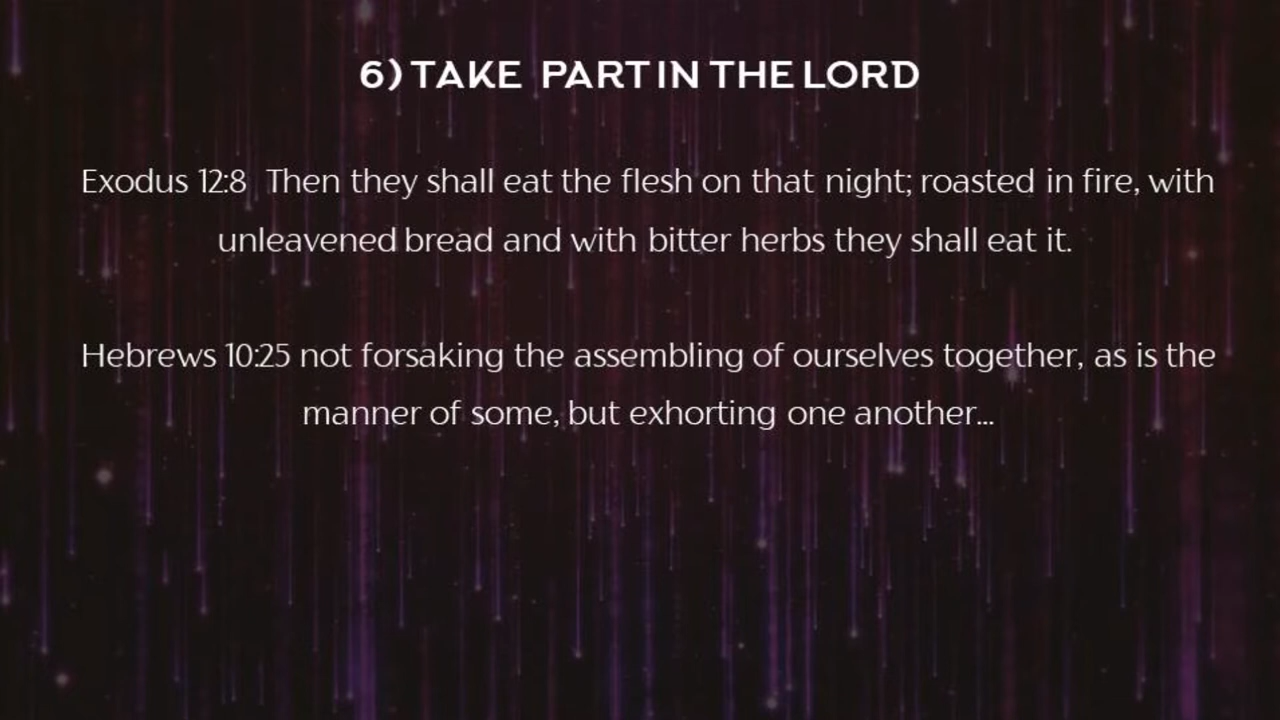 6) TAKE PART IN THE LORD
Exodus 12:8 Then they shall eat the flesh on that night; roasted in fire, with
unleavened bread and with bitter herbs they shall eat it.
Hebrews 10:25 not forsaking the assembling of ourselves together, as is the
manner of some, but exhorting one another...